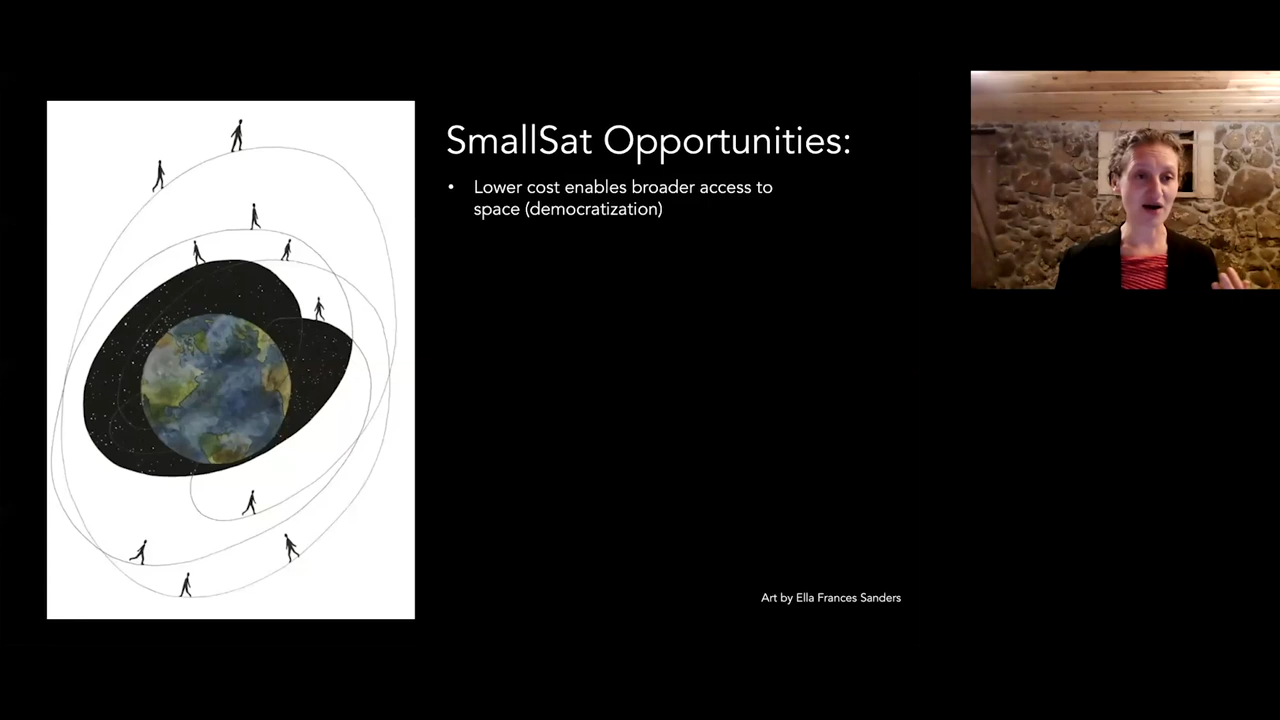 SmallSat Opportunities:
• Lower cost enables broader access to
space (democratization)
Art by Ella Frances Sanders